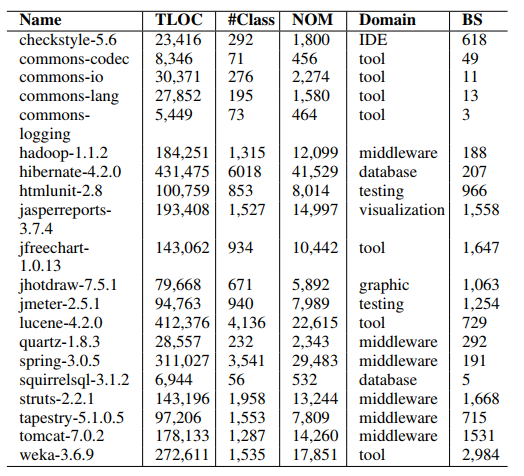 Name TLOC #Class NOM Domain BS
checkstyle-5.6 23,416 292 1,800 IDE 618
commons-codec 8,346 71 456 tool 49
commons-io 30,371 276 2,274 tool 11
commons-lang 27,852 195 1,580 tool 13
commons- 5,449 73 464 tool 3
logging
hadoop-1.1.2 184,251 1,315 12,099 middleware 188
hibernate-4.2.0 431,475 6018 41,529 database 207
htmlunit-2.8 100,759 853 8,014 testing 966
jasperreports- 193,408 1,527 14,997 visualization 1,558
3.7.4
jfreechart- 143,062 934 10,442 tool 1,647
1.0.13
jhotdraw-7.5.1 79,668 671 5,892 graphic 1,063
jmeter-2.5.1 94,763 940 7,989 testing 1,254
lucene-4.2.0 412,376 4,136 22,615 tool 729
quartz-1.8.3 28,557 232 2,343 middleware 292
spring-3.0.5 311,027 3,541 29,483 middleware 191
squirrelsql-3.1.2 6,944 56 532 database 5
struts-2.2.1 143,196 1,958 13,244 middleware 1,668
tapestry-5.1.0.5 97,206 1,553 7,809 middleware 715
tomcat-7.0.2 178,133 1,287 14,260 middleware 1531
weka-3.6.9 272,611 1,535 17,851 tool 2,984